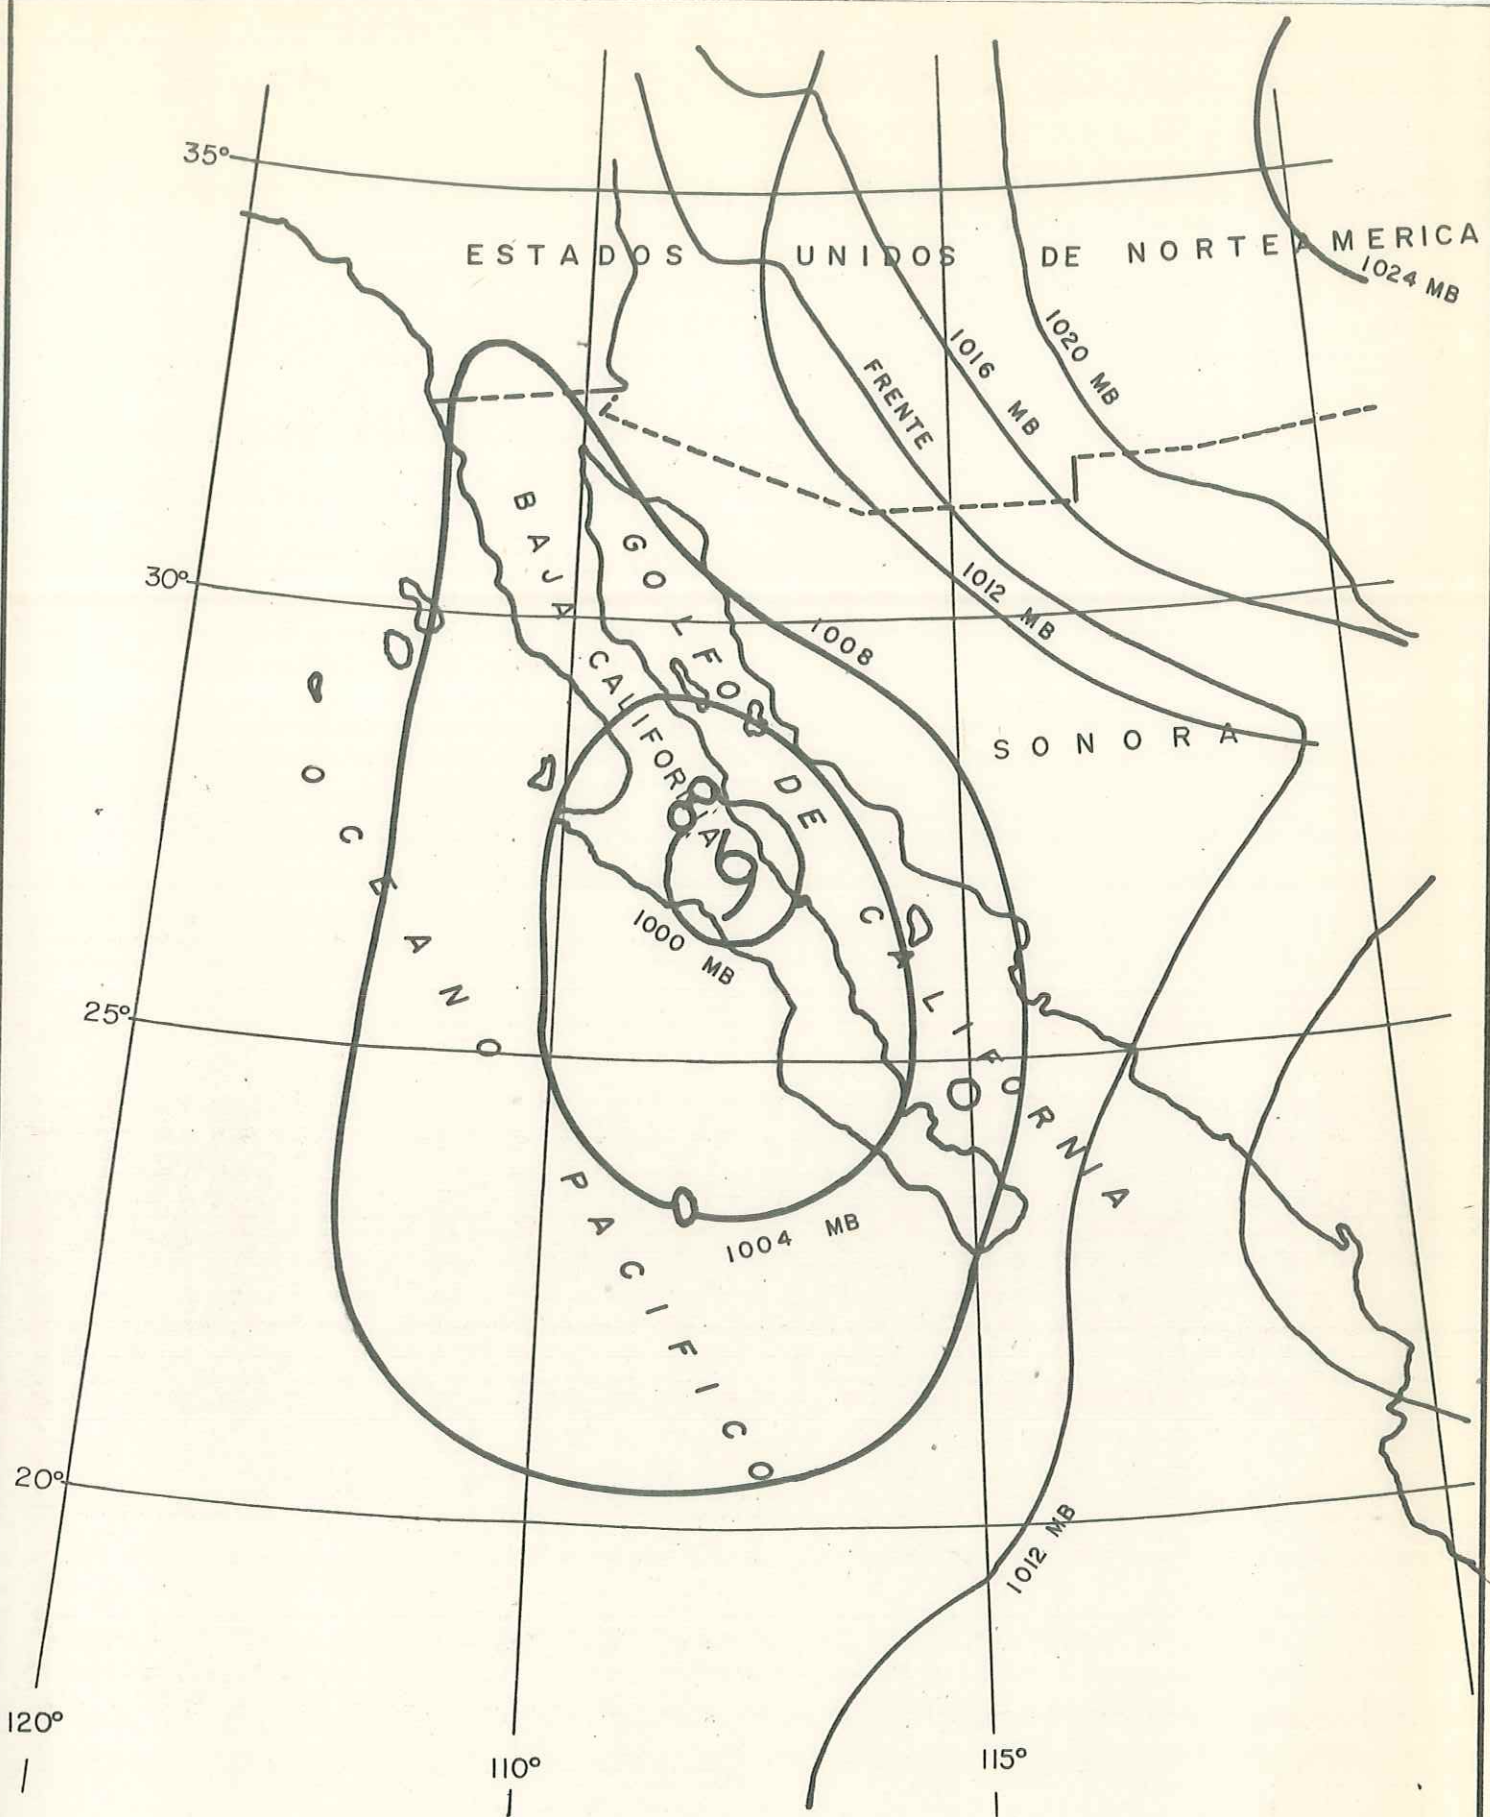 35°
ESTADOS UNIDOS DE NORTEAMERICA
1024 MB
1020 MB
1016 MB
FRENTE
BAJA CALIFORNIA
GOLFO DE CALIFORNIA
30°
1012 MB
1008
SONORA
OCEANO PACIFICO
1000 MB
25°
1004 MB
20°
1012 MB
120°
110°
115°